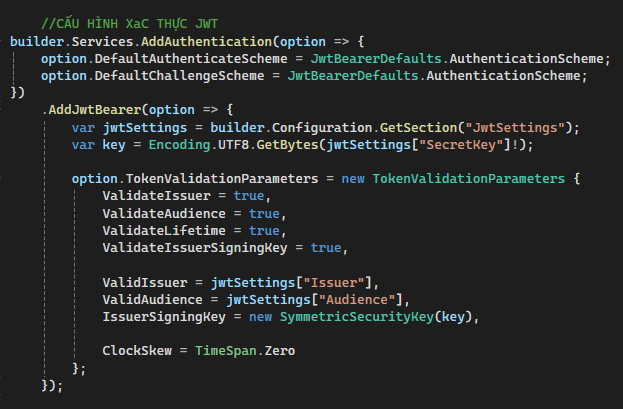 //CẤU HÌNH XaC THỰC JWT
builder.Services.AddAuthentication(option => {
    option.DefaultAuthenticateScheme = JwtBearerDefaults.AuthenticationScheme;
    option.DefaultChallengeScheme = JwtBearerDefaults.AuthenticationScheme;
})
    .AddJwtBearer(option => {
        var jwtSettings = builder.Configuration.GetSection("JwtSettings");
        var key = Encoding.UTF8.GetBytes(jwtSettings["SecretKey"]!);

        option.TokenValidationParameters = new TokenValidationParameters {
            ValidateIssuer = true,
            ValidateAudience = true,
            ValidateLifetime = true,
            ValidateIssuerSigningKey = true,

            ValidIssuer = jwtSettings["Issuer"],
            ValidAudience = jwtSettings["Audience"],
            IssuerSigningKey = new SymmetricSecurityKey(key),

            ClockSkew = TimeSpan.Zero
        };
    });